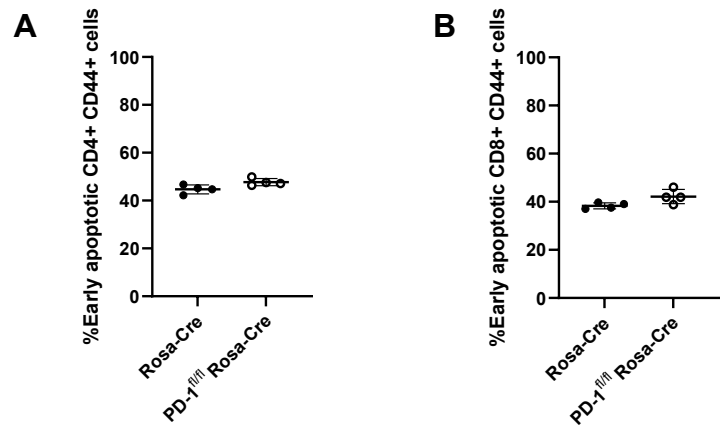 A
%Early apoptotic CD4+ CD44+ cells
100
80
60
40
20
0
Rosa-Cre
PD-1fl/fl Rosa-Cre
B
%Early apoptotic CD8+ CD44+ cells
100
80
60
40
20
0
Rosa-Cre
PD-1fl/fl Rosa-Cre